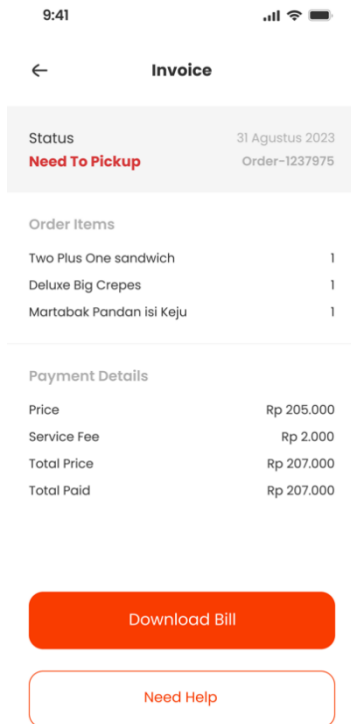 9:41
Invoice
Status 31 Agustus 2023
Need To Pickup Order-1237975
Order Items
Two Plus One sandwich 1
Deluxe Big Crepes 1
Martabak Pandan isi Keju 1
Payment Details
Price Rp 205.000
Service Fee Rp 2.000
Total Price Rp 207.000
Total Paid Rp 207.000
Download Bill
Need Help